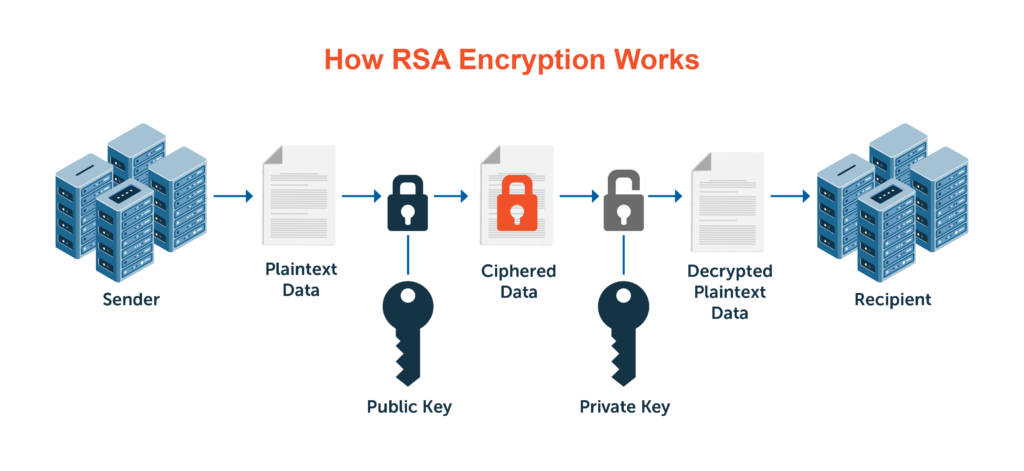 How RSA Encryption Works
Sender
Plaintext
Data
Public Key
Ciphered
Data
Private Key
Decrypted
Plaintext
Data
Recipient